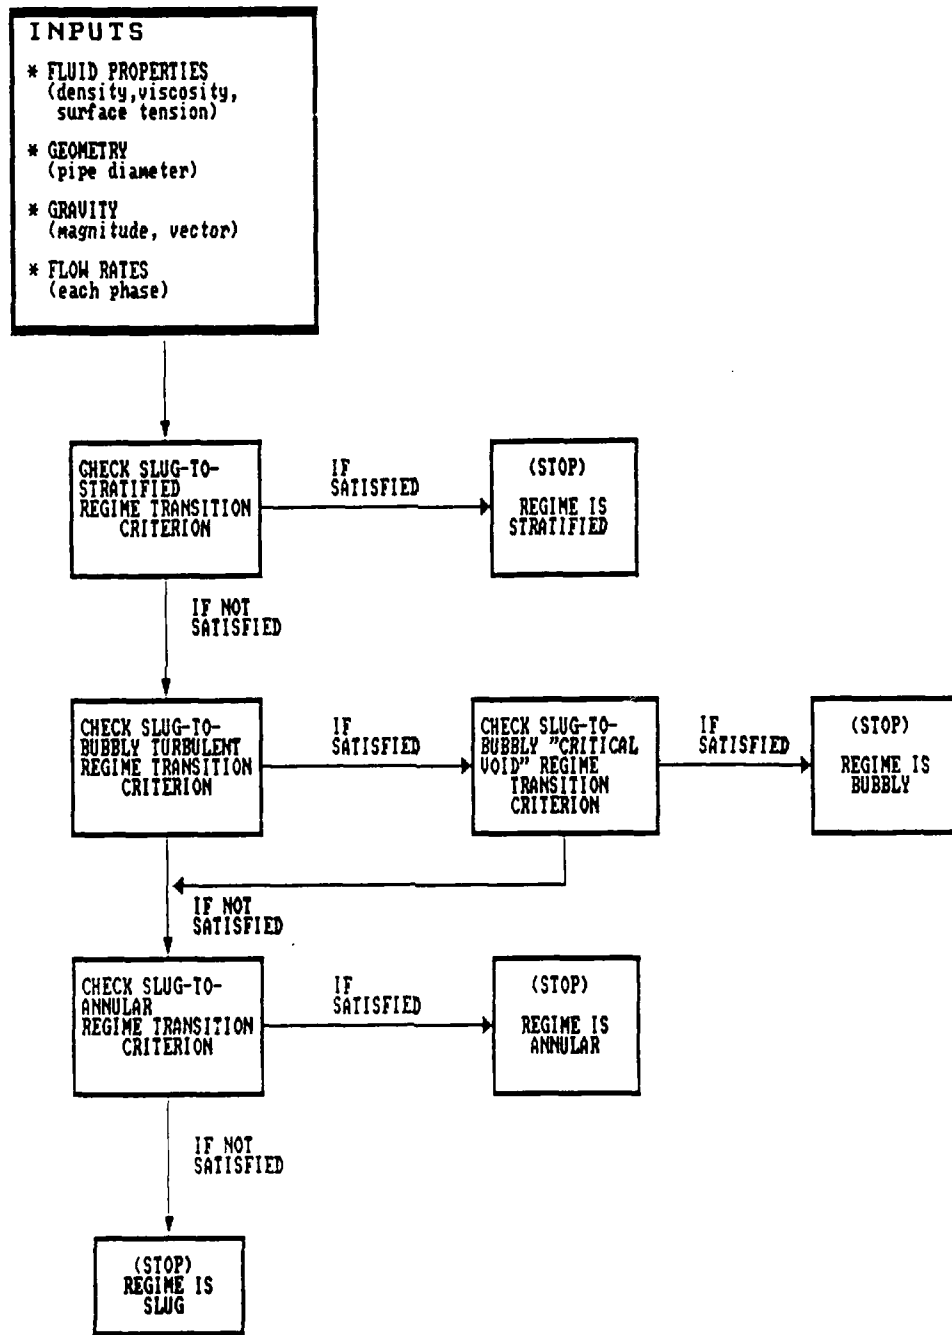 INPUTS
* FLUID PROPERTIES
(density,viscosity,
surface tension)
* GEOMETRY
(pipe diameter)
* GRAVITY
(magnitude, vector)
* FLOW RATES
(each phase)
CHECK SLUG-TO-
STRATIFIED
REGIME TRANSITION
CRITERION
IF
SATISFIED
(STOP)
REGIME IS
STRATIFIED
IF NOT
SATISFIED
CHECK SLUG-TO-
BUBBLY TURBULENT
REGIME TRANSITION
CRITERION
IF
SATISFIED
CHECK SLUG-TO-
BUBBLY "CRITICAL
VOID" REGIME
TRANSITION
CRITERION
IF
SATISFIED
(STOP)
REGIME IS
BUBBLY
IF NOT
SATISFIED
CHECK SLUG-TO-
ANNULAR
REGIME TRANSITION
CRITERION
IF
SATISFIED
(STOP)
REGIME IS
ANNULAR
IF NOT
SATISFIED
(STOP)
REGIME IS
SLUG